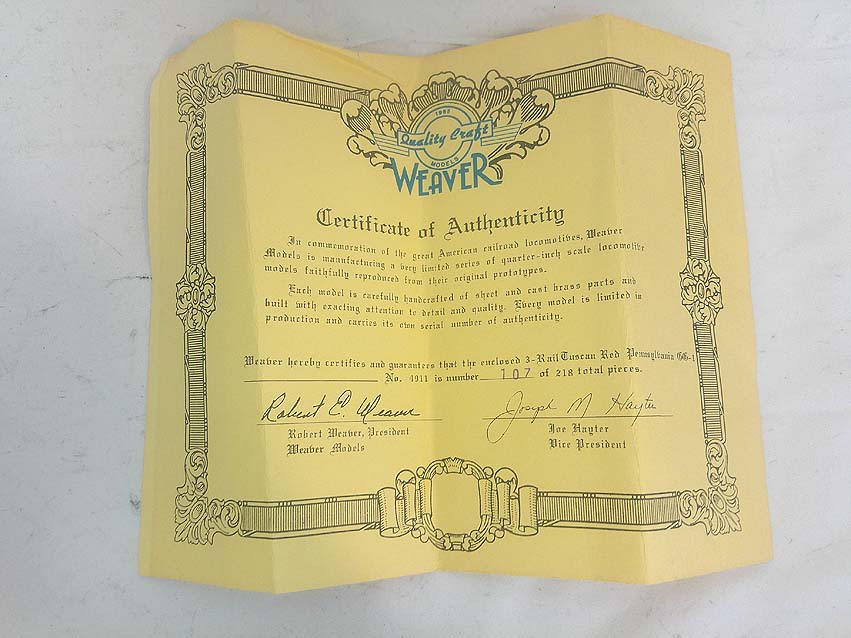 1965
Quality Craft
MODELS
WEAVER
Certificate of Authenticity
In commemoration of the great American railroad locomotives, Weaver
Models is manufacturing a very limited series of quarter-inch scale locomotive
models faithfully reproduced from their original prototypes.
Each model is carefully handcrafted of sheet and cast brass parts and
built with exacting attention to detail and quality. Every model is limited in
production and carries its own serial number of authenticity.
Weaver hereby certifies and guarantees that the enclosed 3-Rail Tuscan Red Pennsylvania GG-1
No. 4911 is number 107 of 218 total pieces.
Robert E. Weaver Joseph M Hayter
Robert Weaver, President Joe Hayter
Weaver Models Vice President